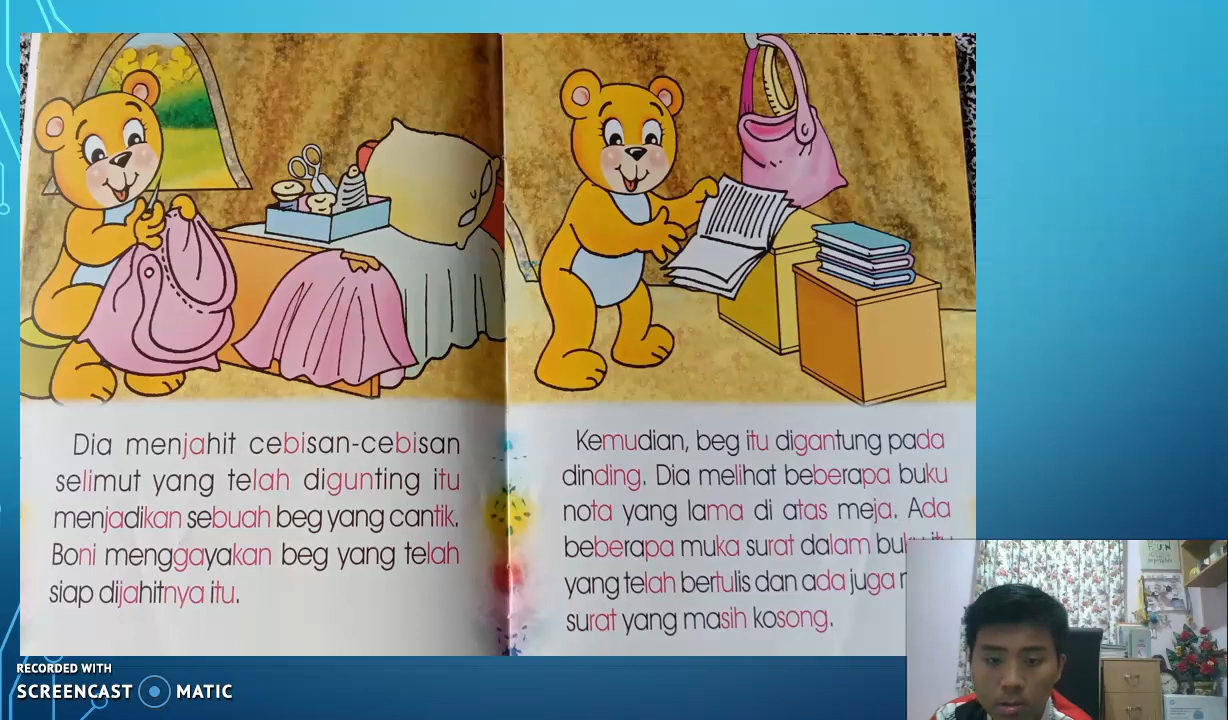 Dia menjahit cebisan-cebisan
selimut yang telah digunting itu
menjadikan sebuah beg yang cantik.
Boni menggayakan beg yang telah
siap dijahitnya itu.
Kemudian, beg itu digantung pada
dinding. Dia melihat beberapa buku
nota yang lama di atas meja. Ada
beberapa muka surat dalam buku itu
yang telah bertulis dan ada juga
surat yang masih kosong.
RECORDED WITH
SCREENCAST MATIC